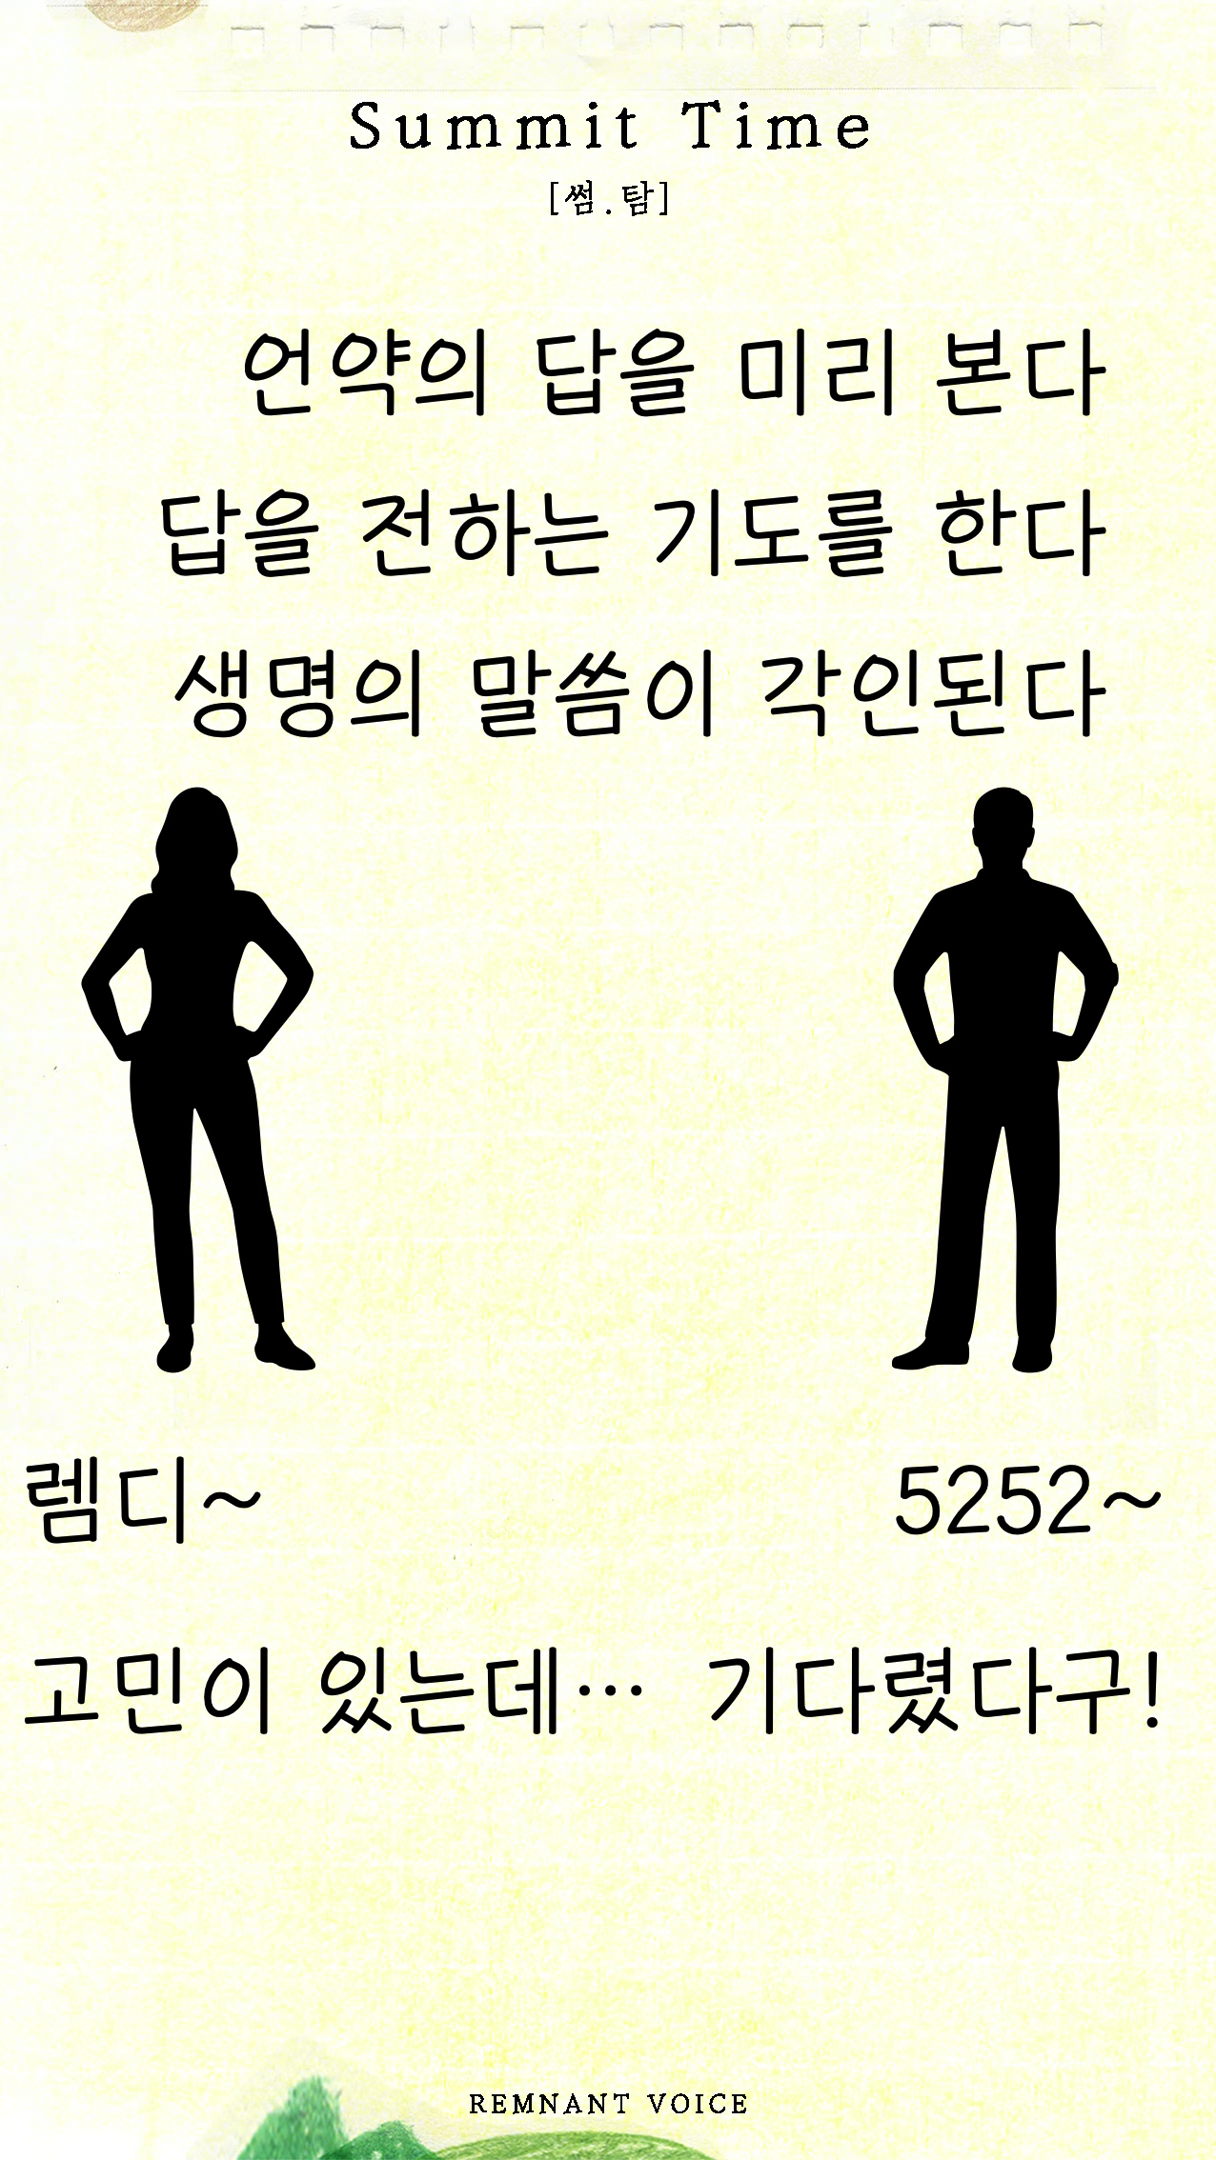 Summit Time
[썸.탐]
언약의 답을 미리 본다
답을 전하는 기도를 한다
생명의 말씀이 각인된다
렘디~ 5252~
고민이 있는데… 기다렸다구!
REMNANT VOICE